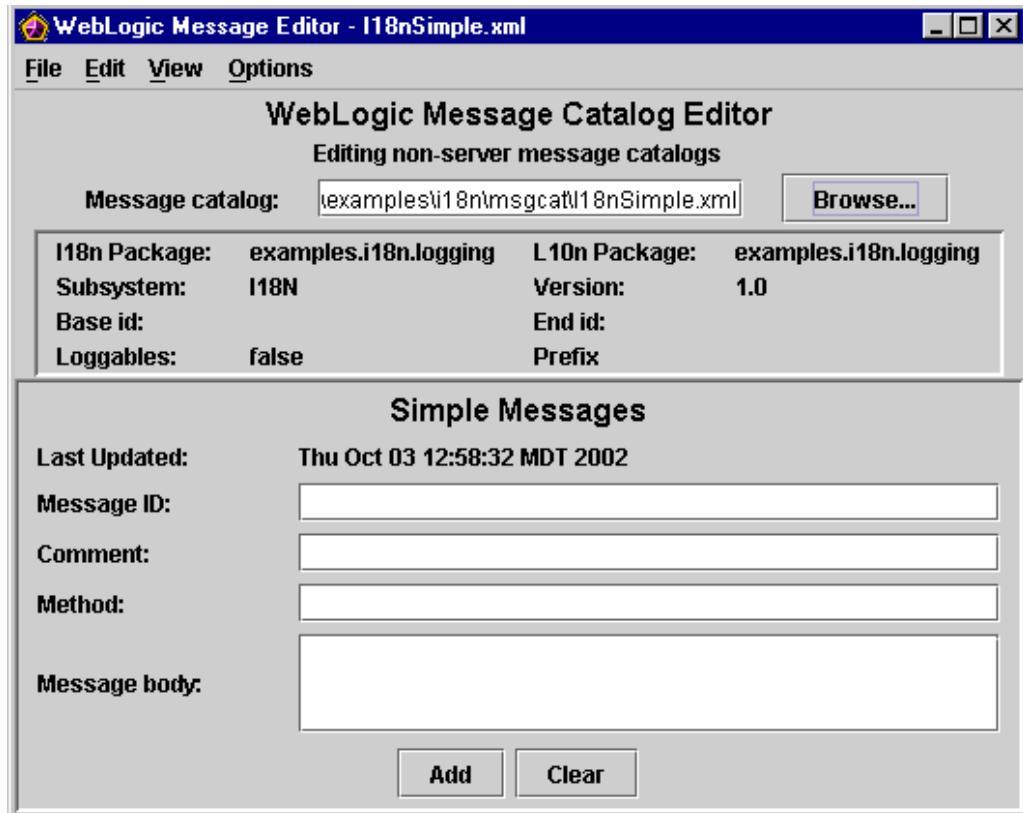 WebLogic Message Editor - I18nSimple.xml
File Edit View Options
WebLogic Message Catalog Editor
Editing non-server message catalogs
Message catalog: \examples\i18n\msgcat\I18nSimple.xml Browse...
I18n Package: examples.i18n.logging L10n Package: examples.i18n.logging
Subsystem: I18N Version: 1.0
Base id: End id:
Loggables: false Prefix
Simple Messages
Last Updated: Thu Oct 03 12:58:32 MDT 2002
Message ID:
Comment:
Method:
Message body:
Add Clear